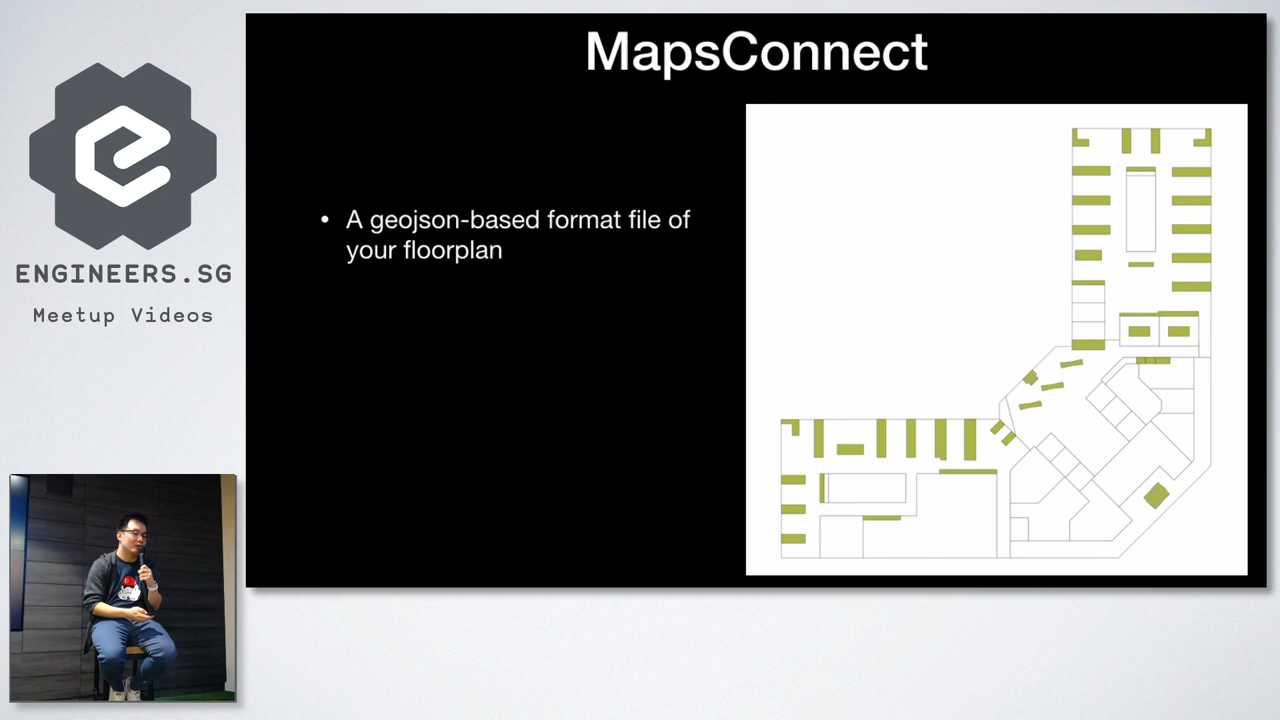 MapsConnect
• A geojson-based format file of
your floorplan
ENGINEERS.SG
Meetup Videos